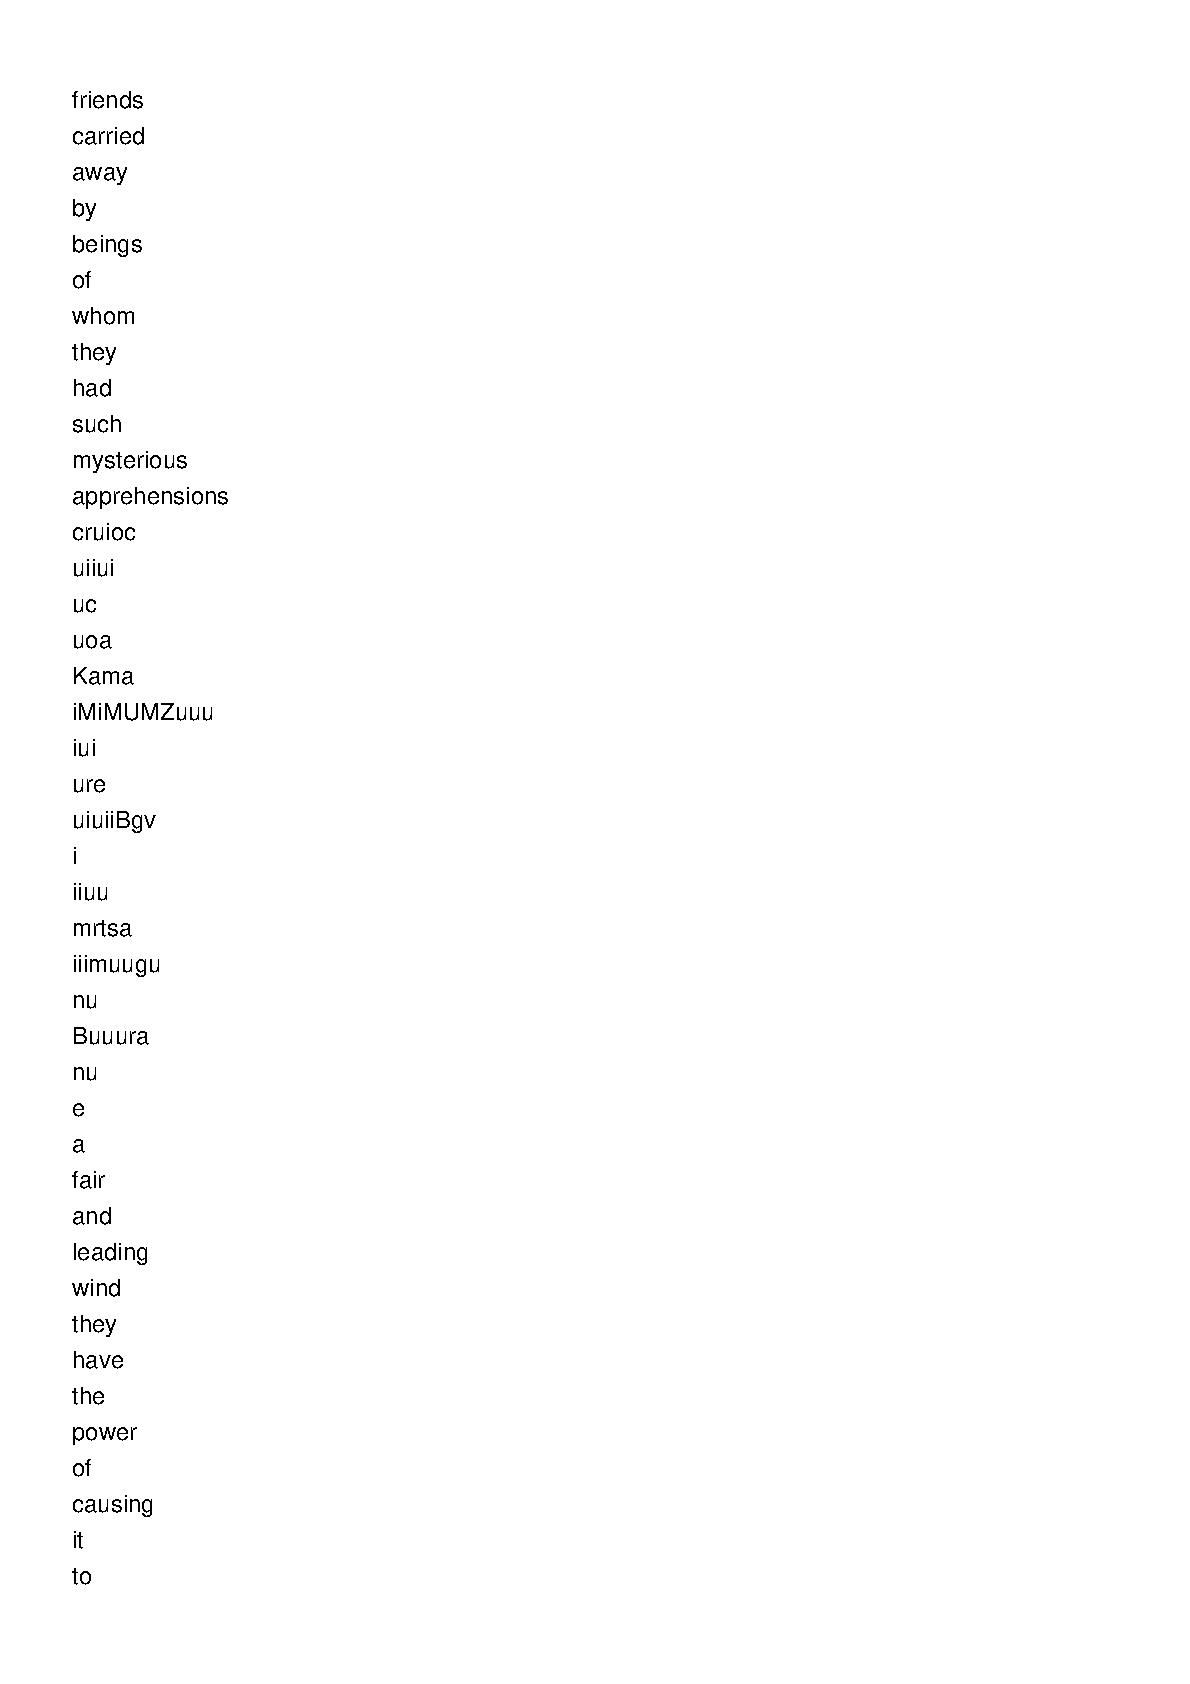 friends
carried
away
by
beings
of
whom
they
had
such
mysterious
apprehensions
cruioc
uiiui
uc
uoa
Kama
iMiMUMZuuu
iui
ure
uiuiiBgv
i
iiuu
mrtsa
iiimuugu
nu
Buuura
nu
e
a
fair
and
leading
wind
they
have
the
power
of
causing
it
to